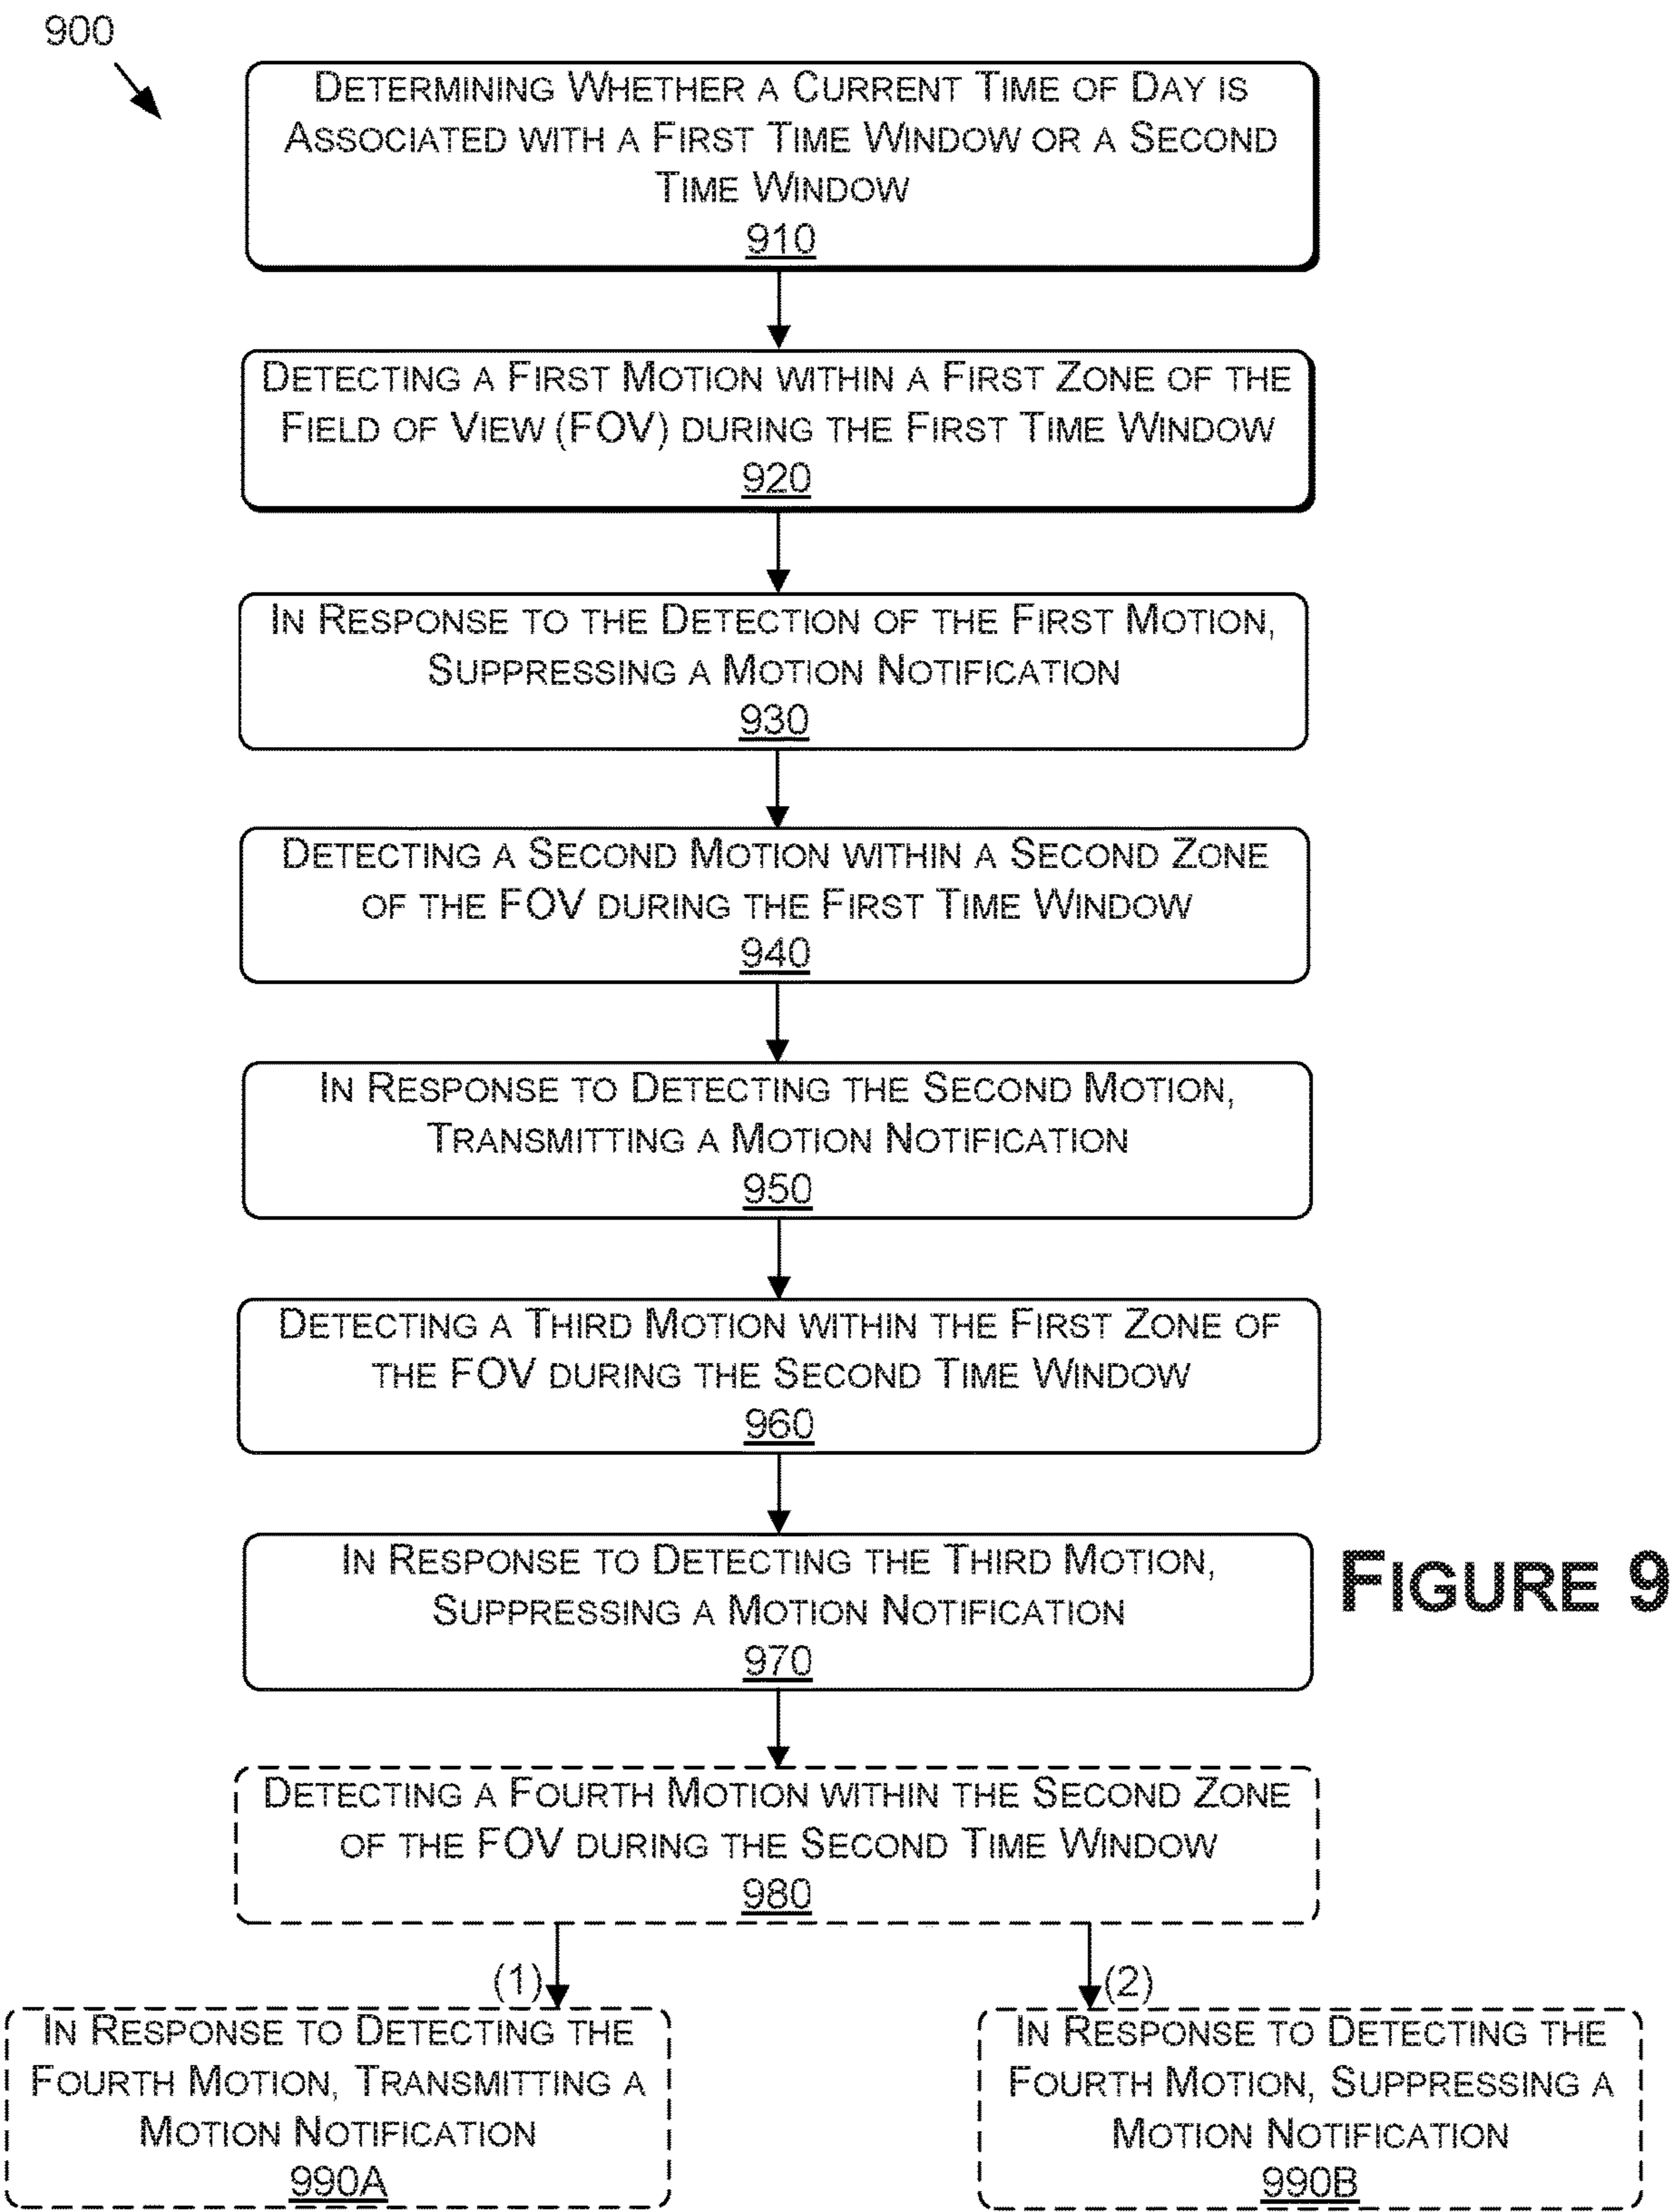 900
DETERMINING WHETHER A CURRENT TIME OF DAY IS
ASSOCIATED WITH A FIRST TIME WINDOW OR A SECOND
TIME WINDOW
910
DETECTING A FIRST MOTION WITHIN A FIRST ZONE OF THE
FIELD OF VIEW (FOV) DURING THE FIRST TIME WINDOW
920
IN RESPONSE TO THE DETECTION OF THE FIRST MOTION,
SUPPRESSING A MOTION NOTIFICATION
930
DETECTING A SECOND MOTION WITHIN A SECOND ZONE
OF THE FOV DURING THE FIRST TIME WINDOW
940
IN RESPONSE TO DETECTING THE SECOND MOTION,
TRANSMITTING A MOTION NOTIFICATION
950
DETECTING A THIRD MOTION WITHIN THE FIRST ZONE OF
THE FOV DURING THE SECOND TIME WINDOW
960
IN RESPONSE TO DETECTING THE THIRD MOTION,
SUPPRESSING A MOTION NOTIFICATION
970
FIGURE 9
DETECTING A FOURTH MOTION WITHIN THE SECOND ZONE
OF THE FOV DURING THE SECOND TIME WINDOW
980
(1)
(2)
IN RESPONSE TO DETECTING THE
FOURTH MOTION, TRANSMITTING A
MOTION NOTIFICATION
990A
IN RESPONSE TO DETECTING THE
FOURTH MOTION, SUPPRESSING A
MOTION NOTIFICATION
990B